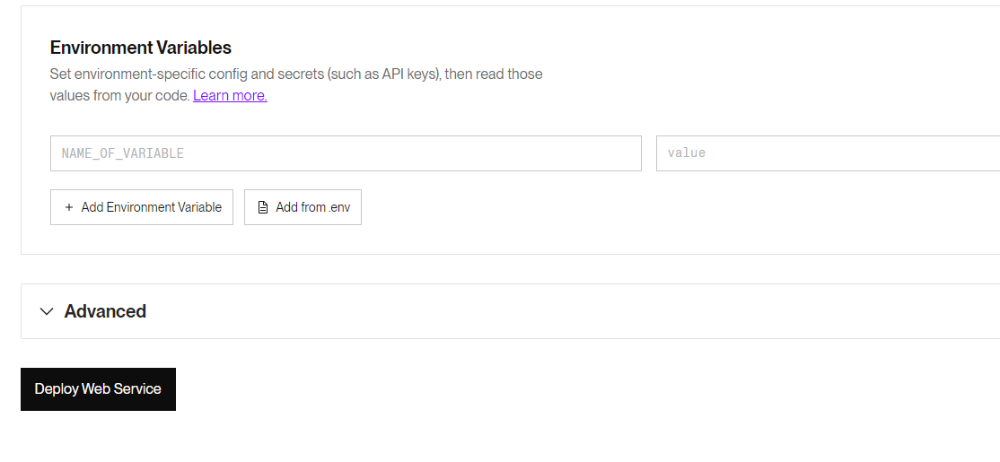 Environment Variables
Set environment-specific config and secrets (such as API keys), then read those
values from your code. Learn more.
NAME_OF_VARIABLE
value
+ Add Environment Variable
Add from .env
Advanced
Deploy Web Service